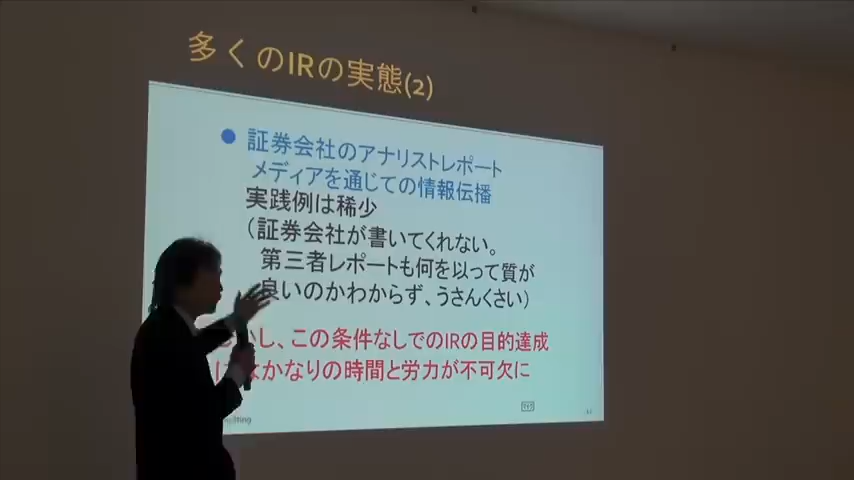 多くのIRの実態(2)
● 証券会社のアナリストレポート
メディアを通じての情報伝播
実践例は稀少
（証券会社が書いてくれない。
第三者レポートも何を以って質が
良いのかわからず、うさんくさい）
しかし、この条件なしでのIRの目的達成
はかなりの時間と労力が不可欠に